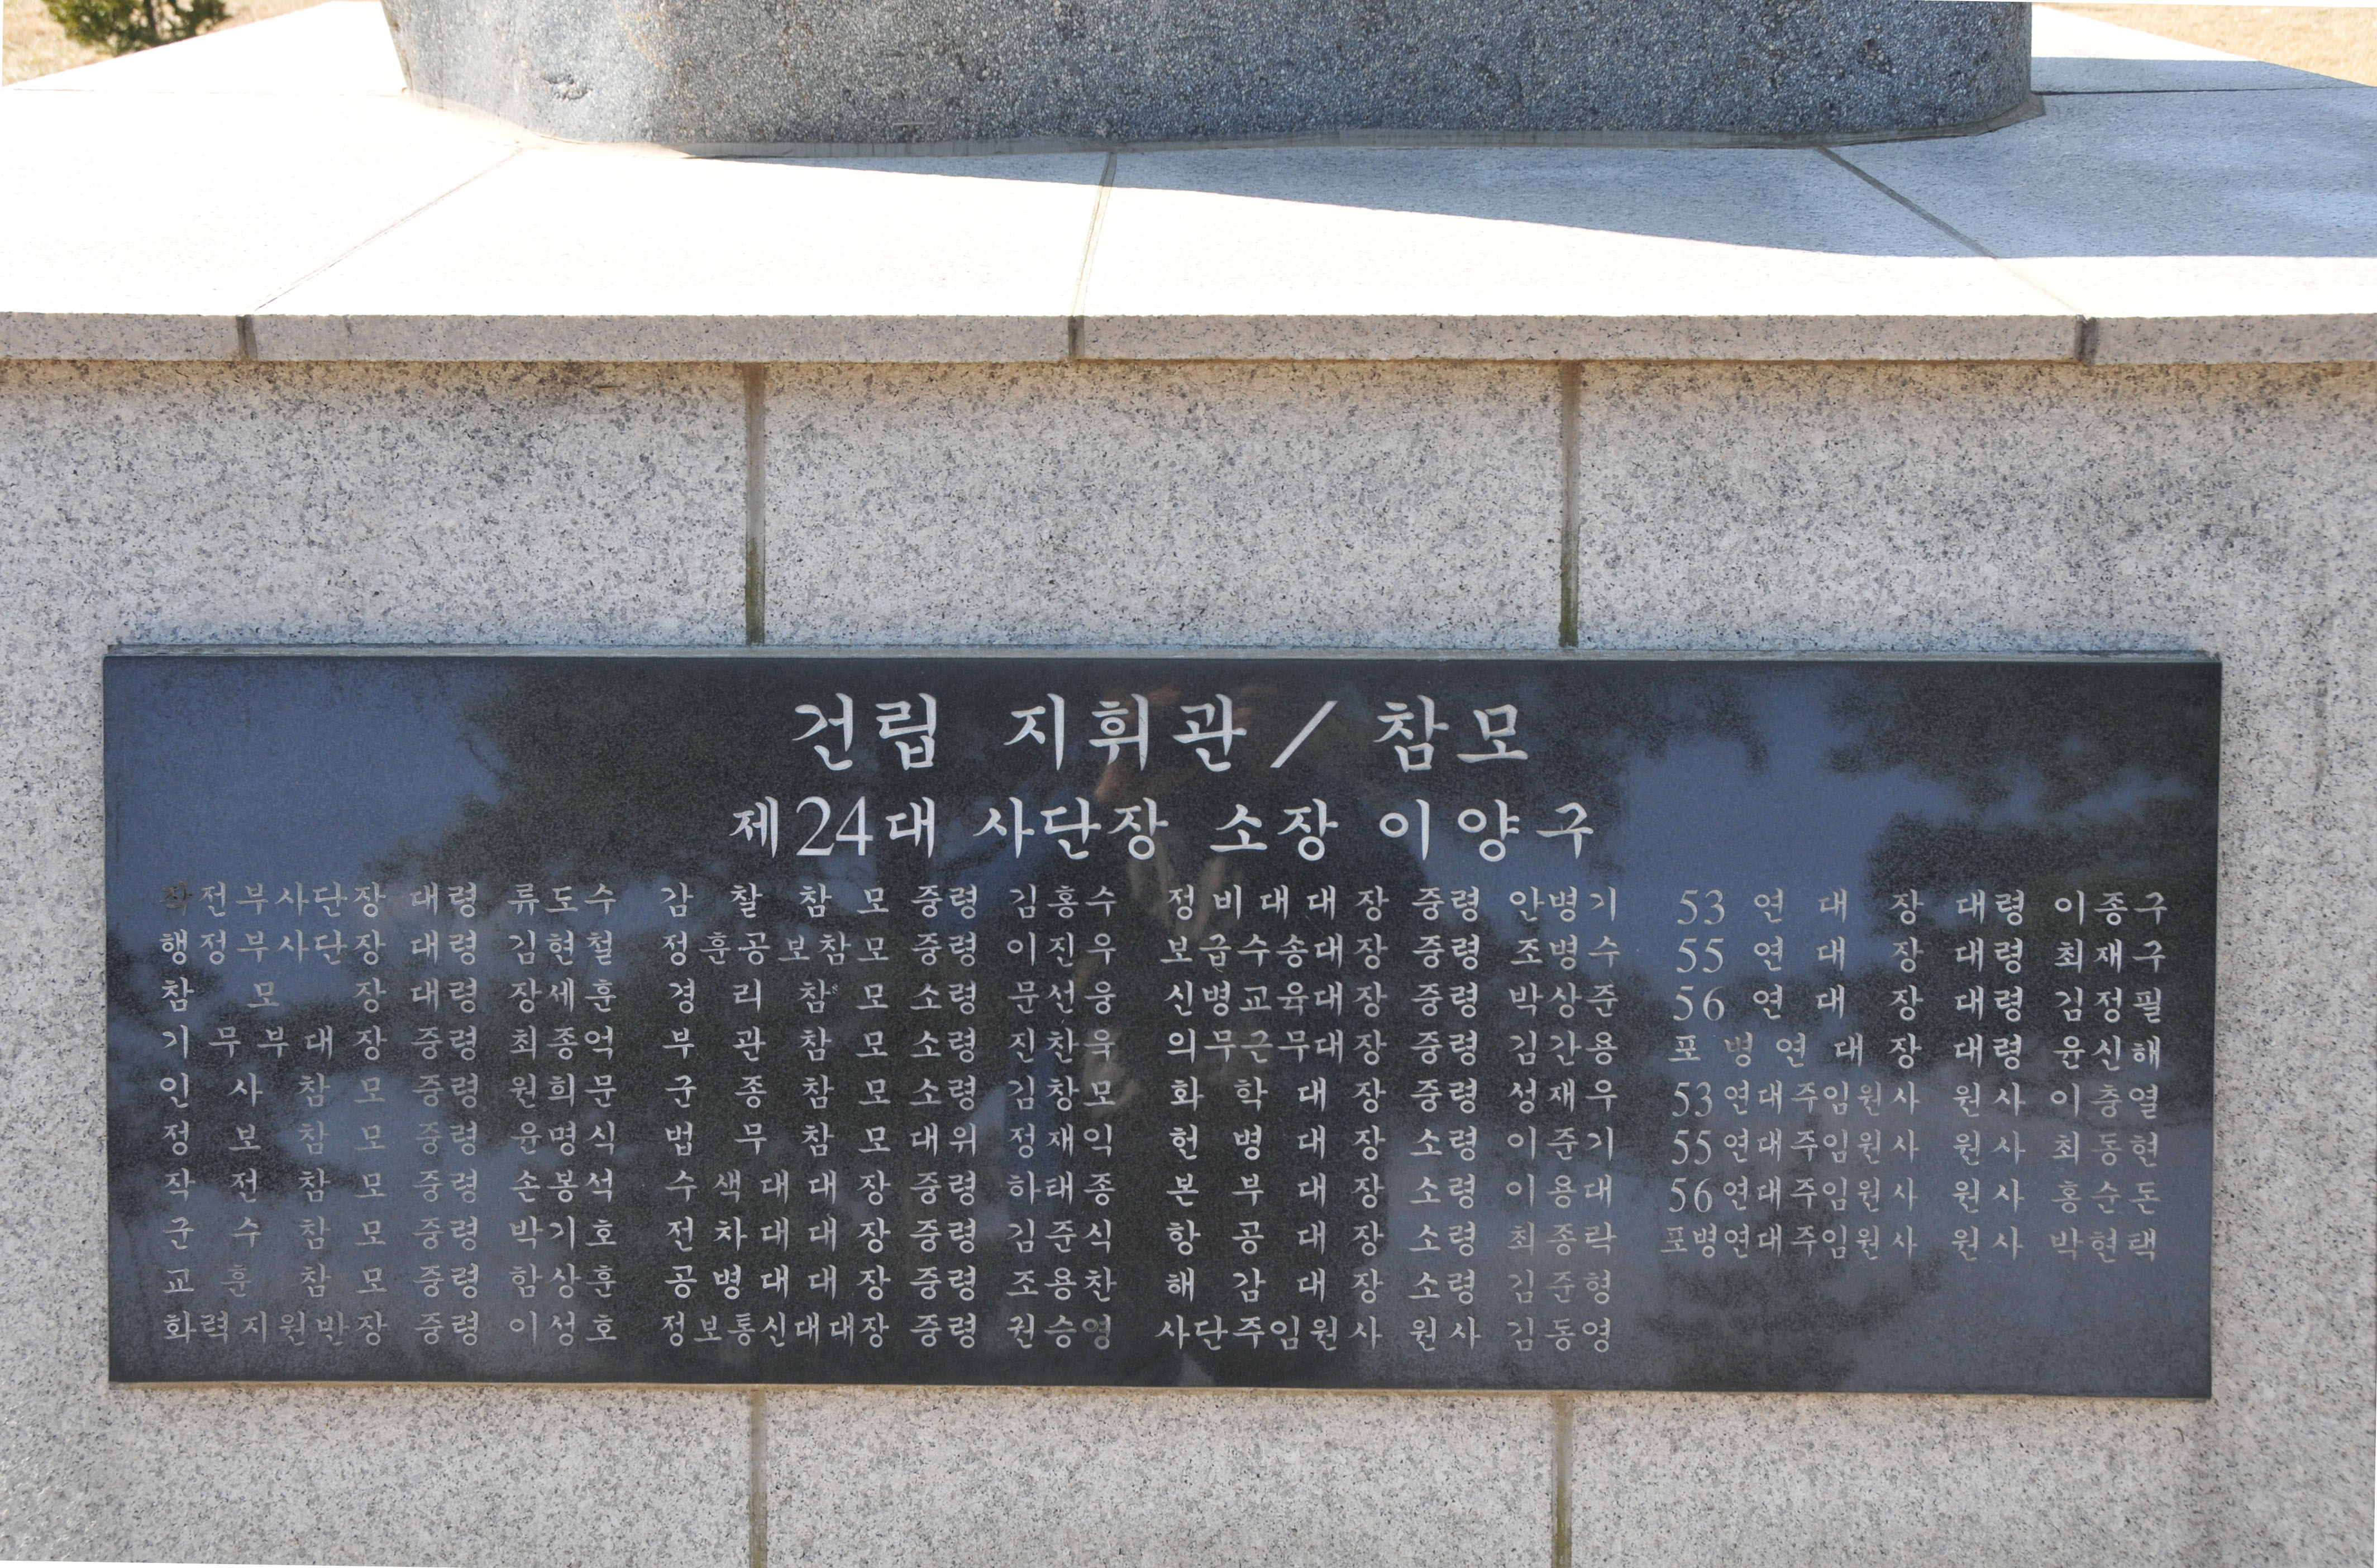 건립 지휘관 / 참모
제24대 사단장 소장 이양구
작전부사단장 대령 류도수
행정부사단장 대령 김현철
참모장 대령 장세훈
기무부대장 중령 최종억
인사참모 중령 원희문
정보참모 중령 윤명식
작전참모 중령 손봉석
군수참모 중령 박기호
교훈참모 중령 함상훈
화력지원반장 중령 이성호
감찰참모 중령 김홍수
정훈공보참모 중령 이진우
경리참모 소령 문선웅
부관참모 소령 진찬욱
군종참모 소령 김창모
법무참모 대위 정재익
수색대대장 중령 하태종
전차대대장 중령 김준식
공병대대장 중령 조용찬
정보통신대대장 중령 권승영
정비대대장 중령 안병기
보급수송대장 중령 조병수
신병교육대장 중령 박상준
의무근무대장 중령 김간용
화학대장 중령 성재우
헌병대장 소령 이준기
본부대장 소령 이용대
항공대장 소령 최종락
해감대장 소령 김준형
사단주임원사 원사 김동영
53연대장 대령 이종구
55연대장 대령 최재구
56연대장 대령 김정필
포병연대장 대령 윤신해
53연대주임원사 원사 이충열
55연대주임원사 원사 최동현
56연대주임원사 원사 홍순돈
포병연대주임원사 원사 박현택